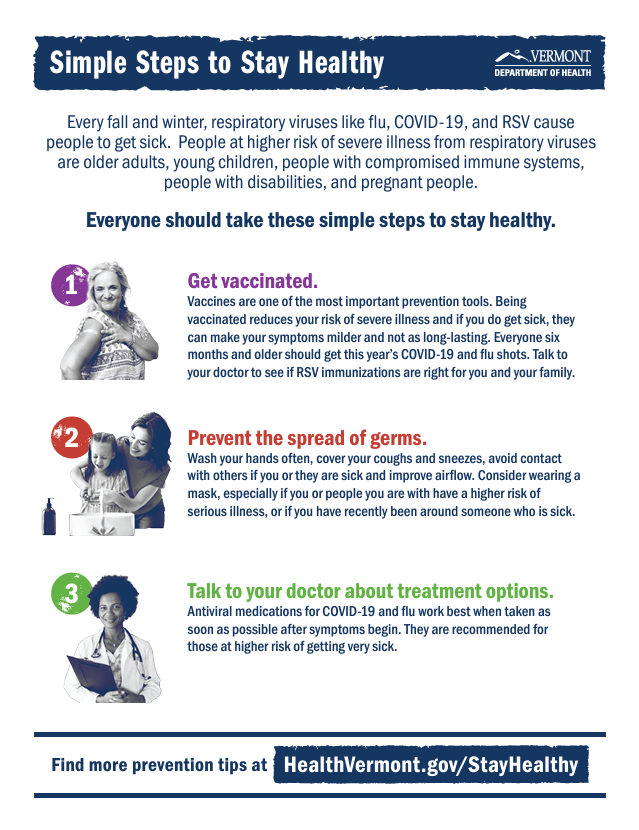 Simple Steps to Stay Healthy
VERMONT
DEPARTMENT OF HEALTH
Every fall and winter, respiratory viruses like flu, COVID-19, and RSV cause
people to get sick. People at higher risk of severe illness from respiratory viruses
are older adults, young children, people with compromised immune systems,
people with disabilities, and pregnant people.
Everyone should take these simple steps to stay healthy.
1
Get vaccinated.
Vaccines are one of the most important prevention tools. Being
vaccinated reduces your risk of severe illness and if you do get sick, they
can make your symptoms milder and not as long-lasting. Everyone six
months and older should get this year's COVID-19 and flu shots. Talk to
your doctor to see if RSV immunizations are right for you and your family.
2
Prevent the spread of germs.
Wash your hands often, cover your coughs and sneezes, avoid contact
with others if you or they are sick and improve airflow. Consider wearing a
mask, especially if you or people you are with have a higher risk of
serious illness, or if you have recently been around someone who is sick.
3
Talk to your doctor about treatment options.
Antiviral medications for COVID-19 and flu work best when taken as
soon as possible after symptoms begin. They are recommended for
those at higher risk of getting very sick.
Find more prevention tips at HealthVermont.gov/StayHealthy